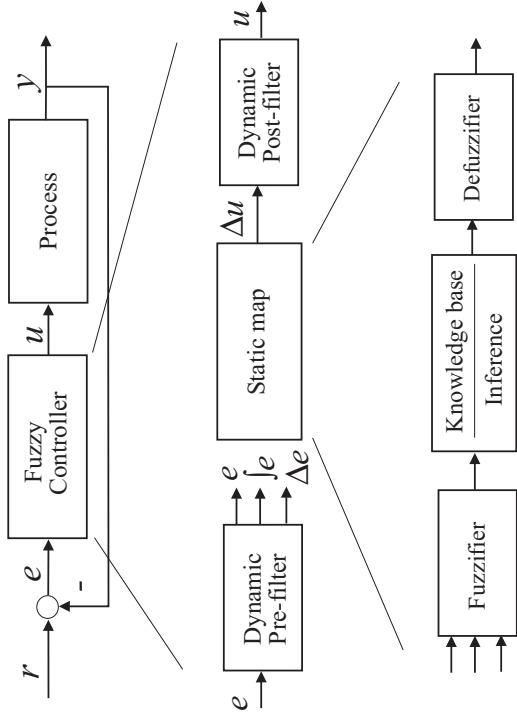 r
e
-
Fuzzy
Controller
u
Process
y
e
Dynamic
Pre-filter
e
∫e
Δe
Static map
Δu
Dynamic
Post-filter
u
Fuzzifier
Knowledge base
Inference
Defuzzifier